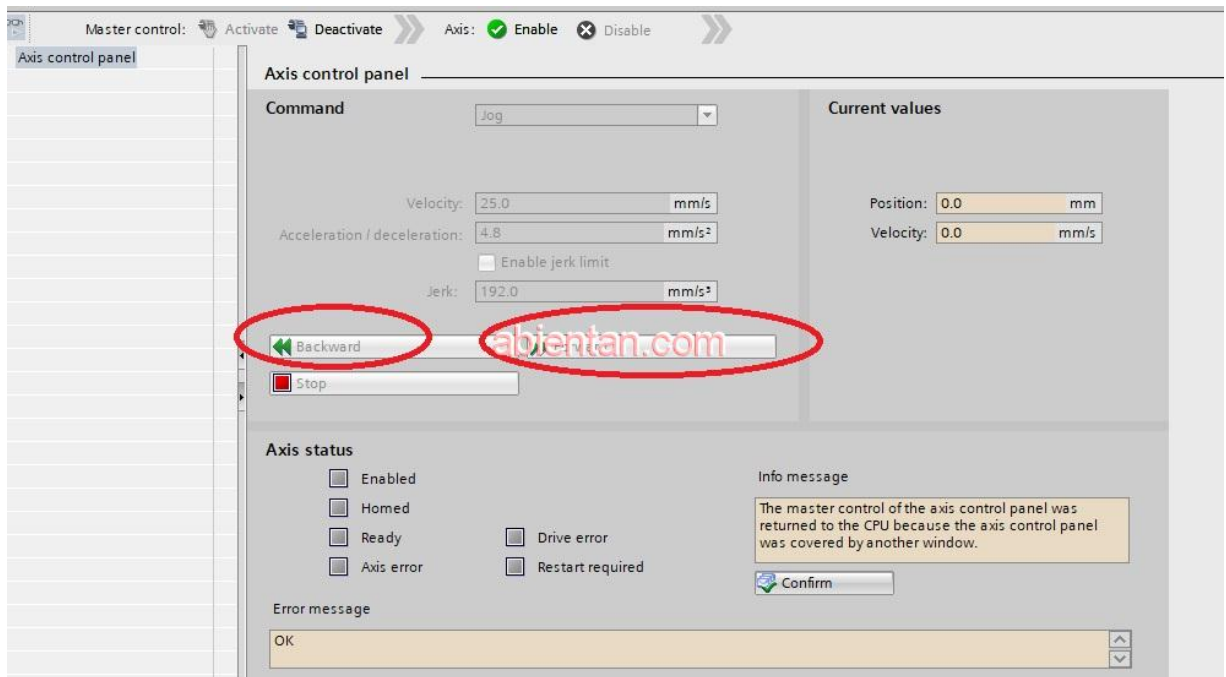 Master control: Activate Deactivate Axis: Enable Disable
Axis control panel
Axis control panel
Command
Jog
Current values
Velocity: 25.0 mm/s
Position: 0.0 mm
Acceleration / deceleration: 4.8 mm/s²
Velocity: 0.0 mm/s
Enable jerk limit
Jerk: 192.0 mm/s³
Backward
abientan.com
Stop
Axis status
Enabled
Info message
Homed
The master control of the axis control panel was
returned to the CPU because the axis control panel
was covered by another window.
Ready
Drive error
Axis error
Restart required
Confirm
Error message
OK